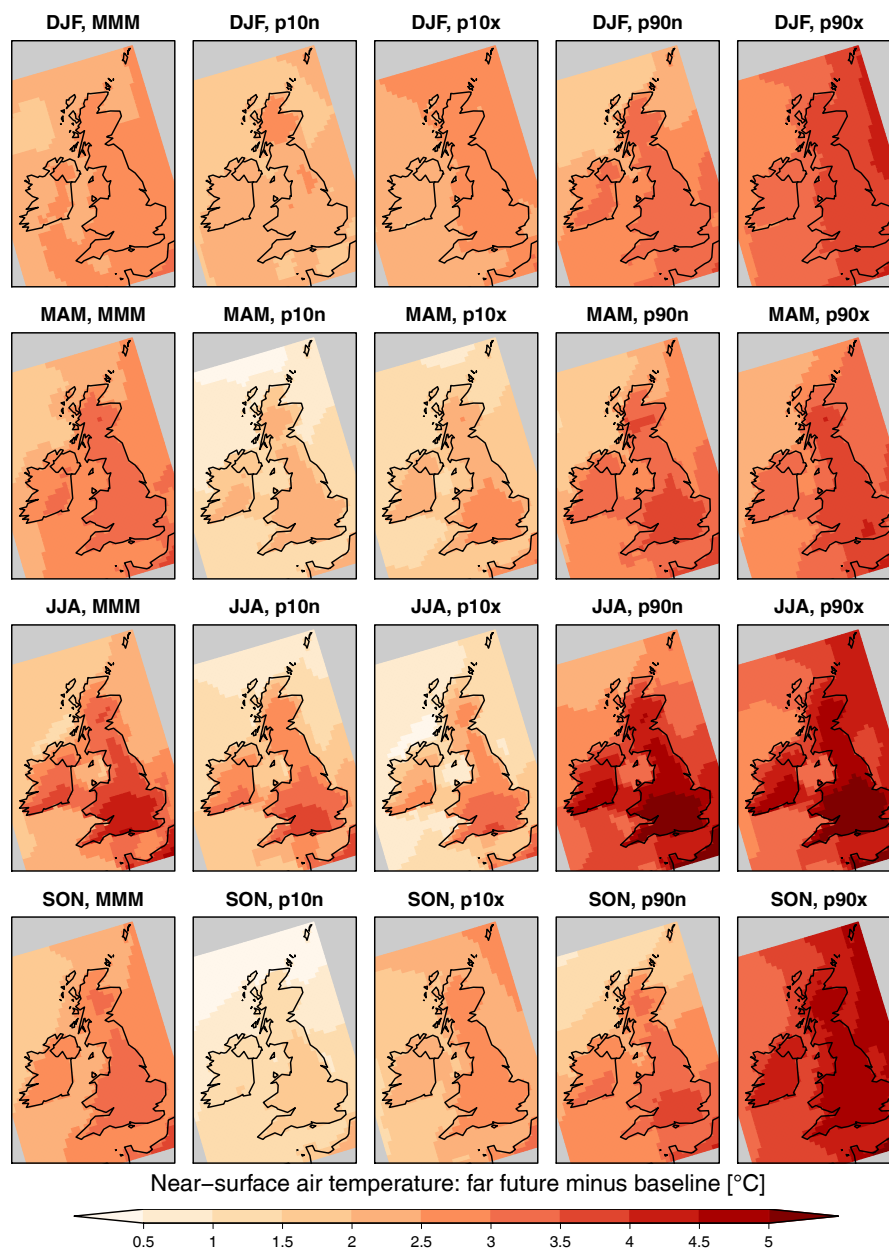 DJF, MMM DJF, p10n DJF, p10x DJF, p90n DJF, p90x
MAM, MMM MAM, p10n MAM, p10x MAM, p90n MAM, p90x
JJA, MMM JJA, p10n JJA, p10x JJA, p90n JJA, p90x
SON, MMM SON, p10n SON, p10x SON, p90n SON, p90x
Near−surface air temperature: far future minus baseline [°C]
0.5 1 1.5 2 2.5 3 3.5 4 4.5 5